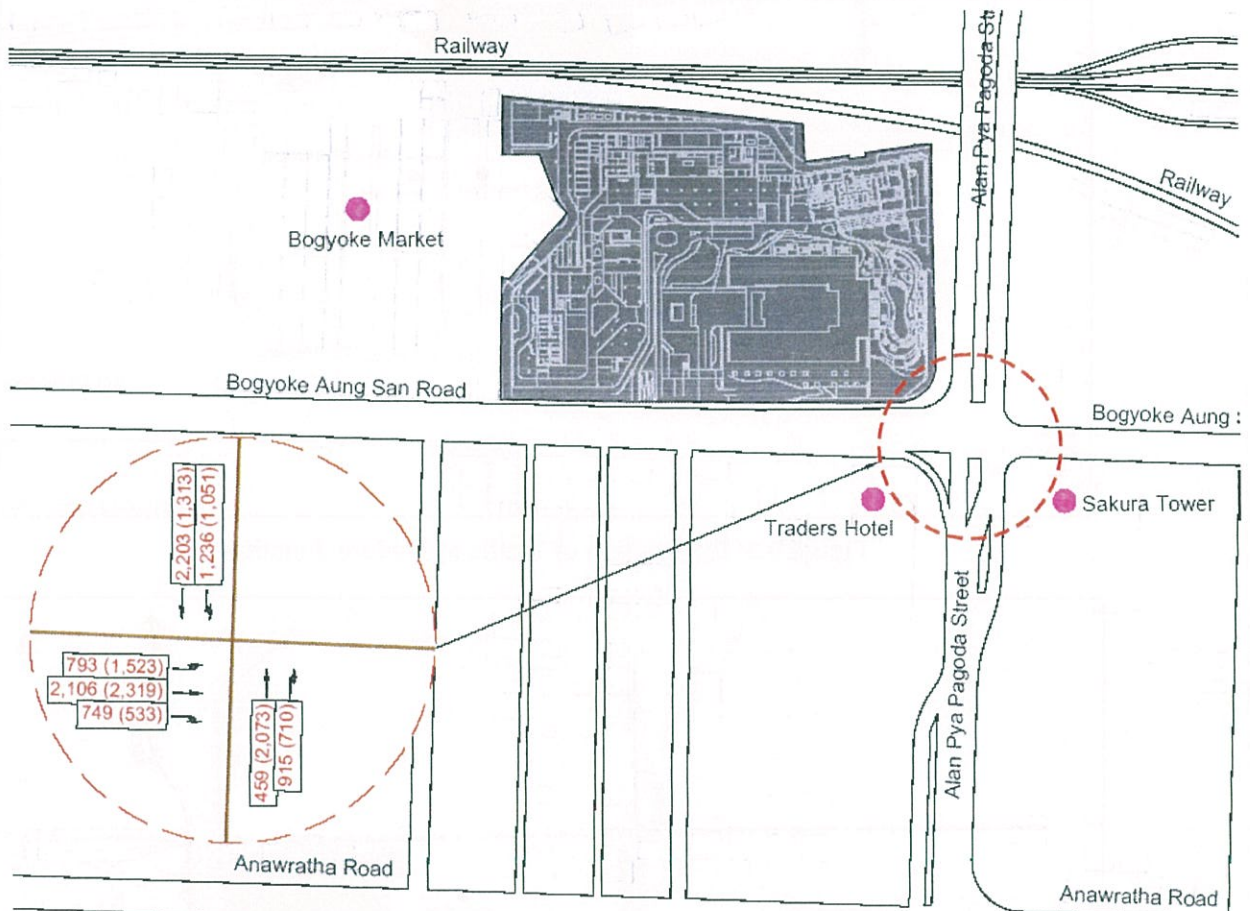 Railway
Alan Pya Pagoda Str
Railway
Bogyoke Market
Bogyoke Aung San Road
Bogyoke Aung :
Traders Hotel
Sakura Tower
2,203 (1,313)
1,236 (1,051)
793 (1,523)
2,106 (2,319)
749 (533)
459 (2,073)
915 (710)
Alan Pya Pagoda Street
Anawratha Road
Anawratha Road